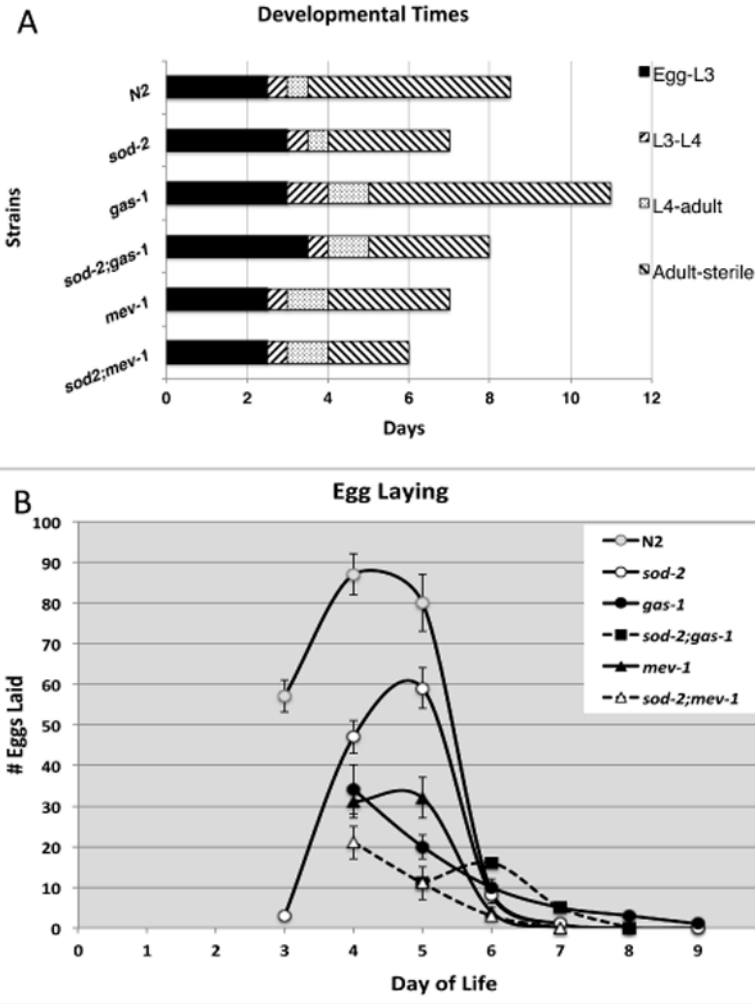 A
Developmental Times
Strains
N2
sod-2
gas-1
sod-2;gas-1
mev-1
sod2;mev-1
0 2 4 6 8 10 12
Days
Egg-L3
L3-L4
L4-adult
Adult-sterile
B
Egg Laying
# Eggs Laid
100
90
80
70
60
50
40
30
20
10
0
0 1 2 3 4 5 6 7 8 9
Day of Life
N2
sod-2
gas-1
sod-2;gas-1
mev-1
sod-2;mev-1